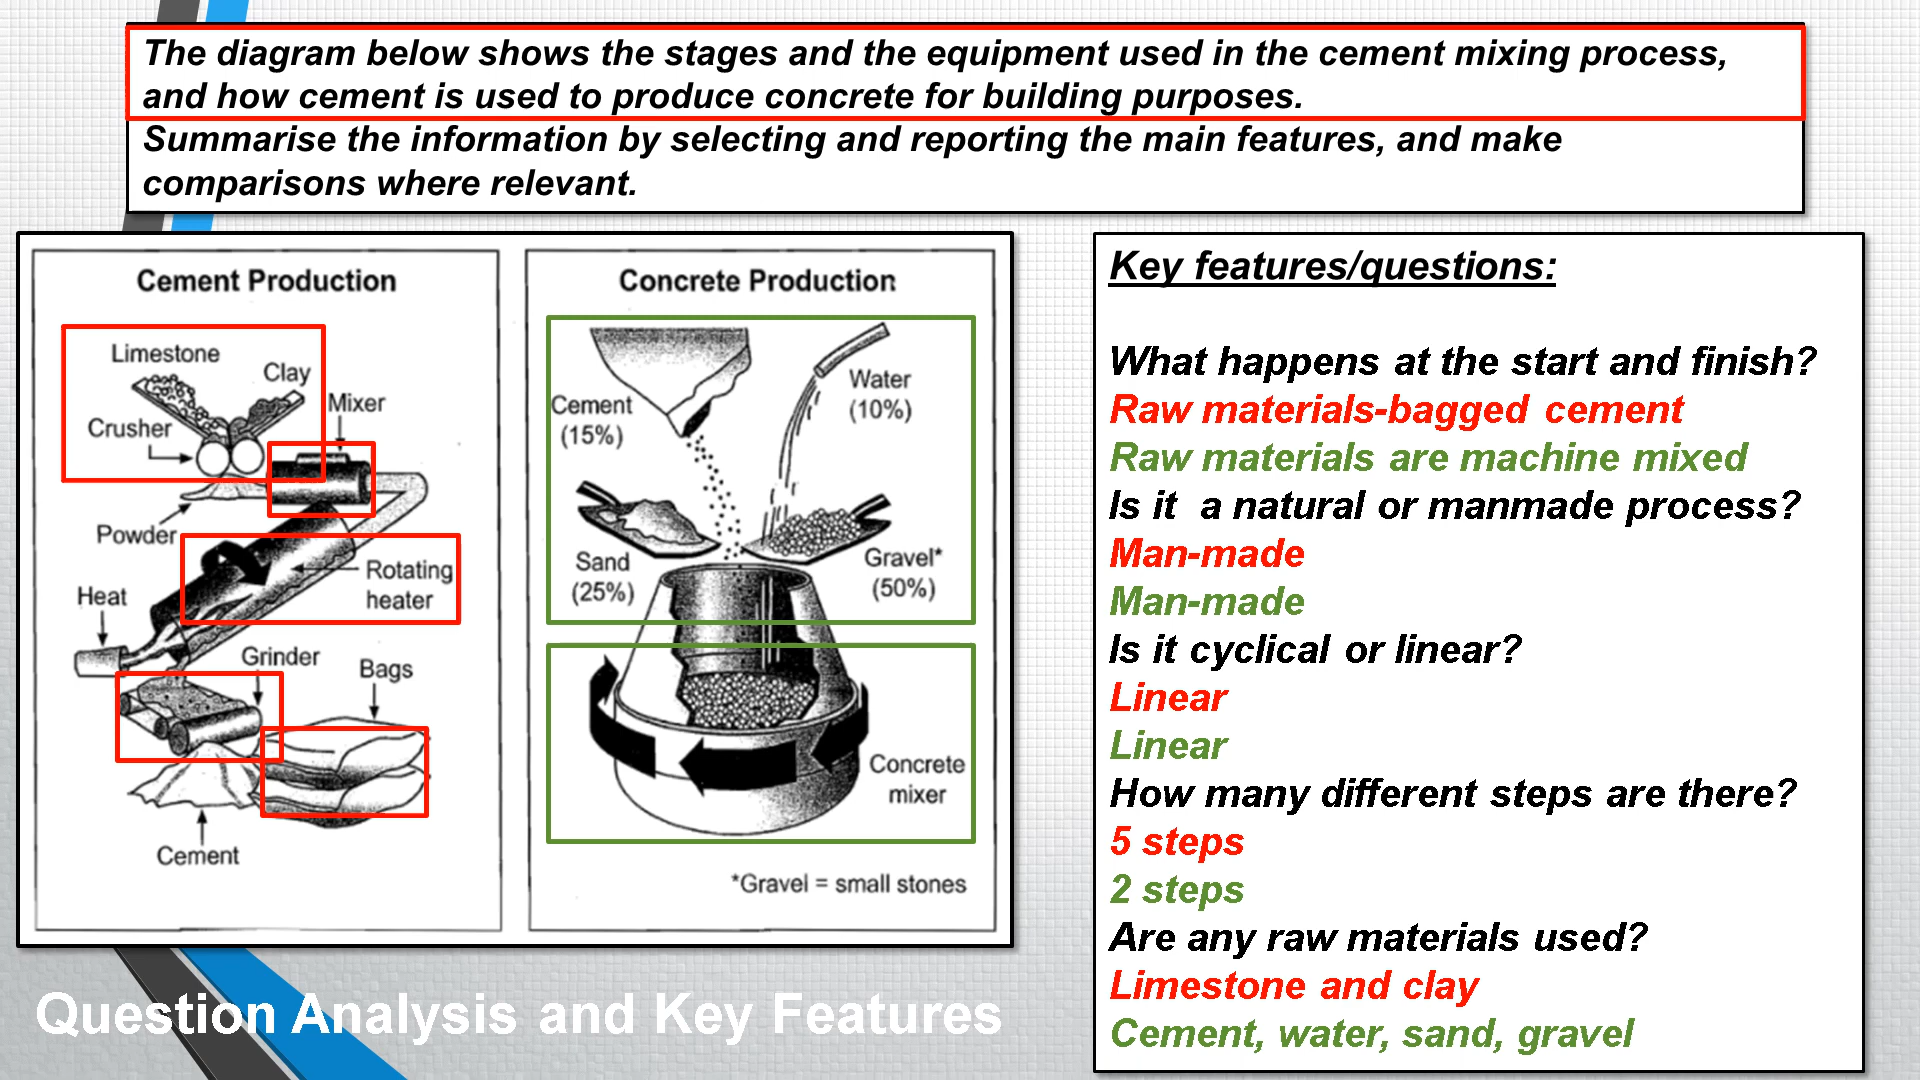 The diagram below shows the stages and the equipment used in the cement mixing process,
and how cement is used to produce concrete for building purposes.
Summarise the information by selecting and reporting the main features, and make
comparisons where relevant.
Cement Production
Limestone
Clay
Crusher
Mixer
Powder
Rotating
heater
Heat
Grinder
Bags
Cement
Concrete Production
Cement
(15%)
Water
(10%)
Sand
(25%)
Gravel*
(50%)
Concrete
mixer
*Gravel = small stones
Key features/questions:
What happens at the start and finish?
Raw materials-bagged cement
Raw materials are machine mixed
Is it a natural or manmade process?
Man-made
Man-made
Is it cyclical or linear?
Linear
Linear
How many different steps are there?
5 steps
2 steps
Are any raw materials used?
Limestone and clay
Cement, water, sand, gravel
Question Analysis and Key Features